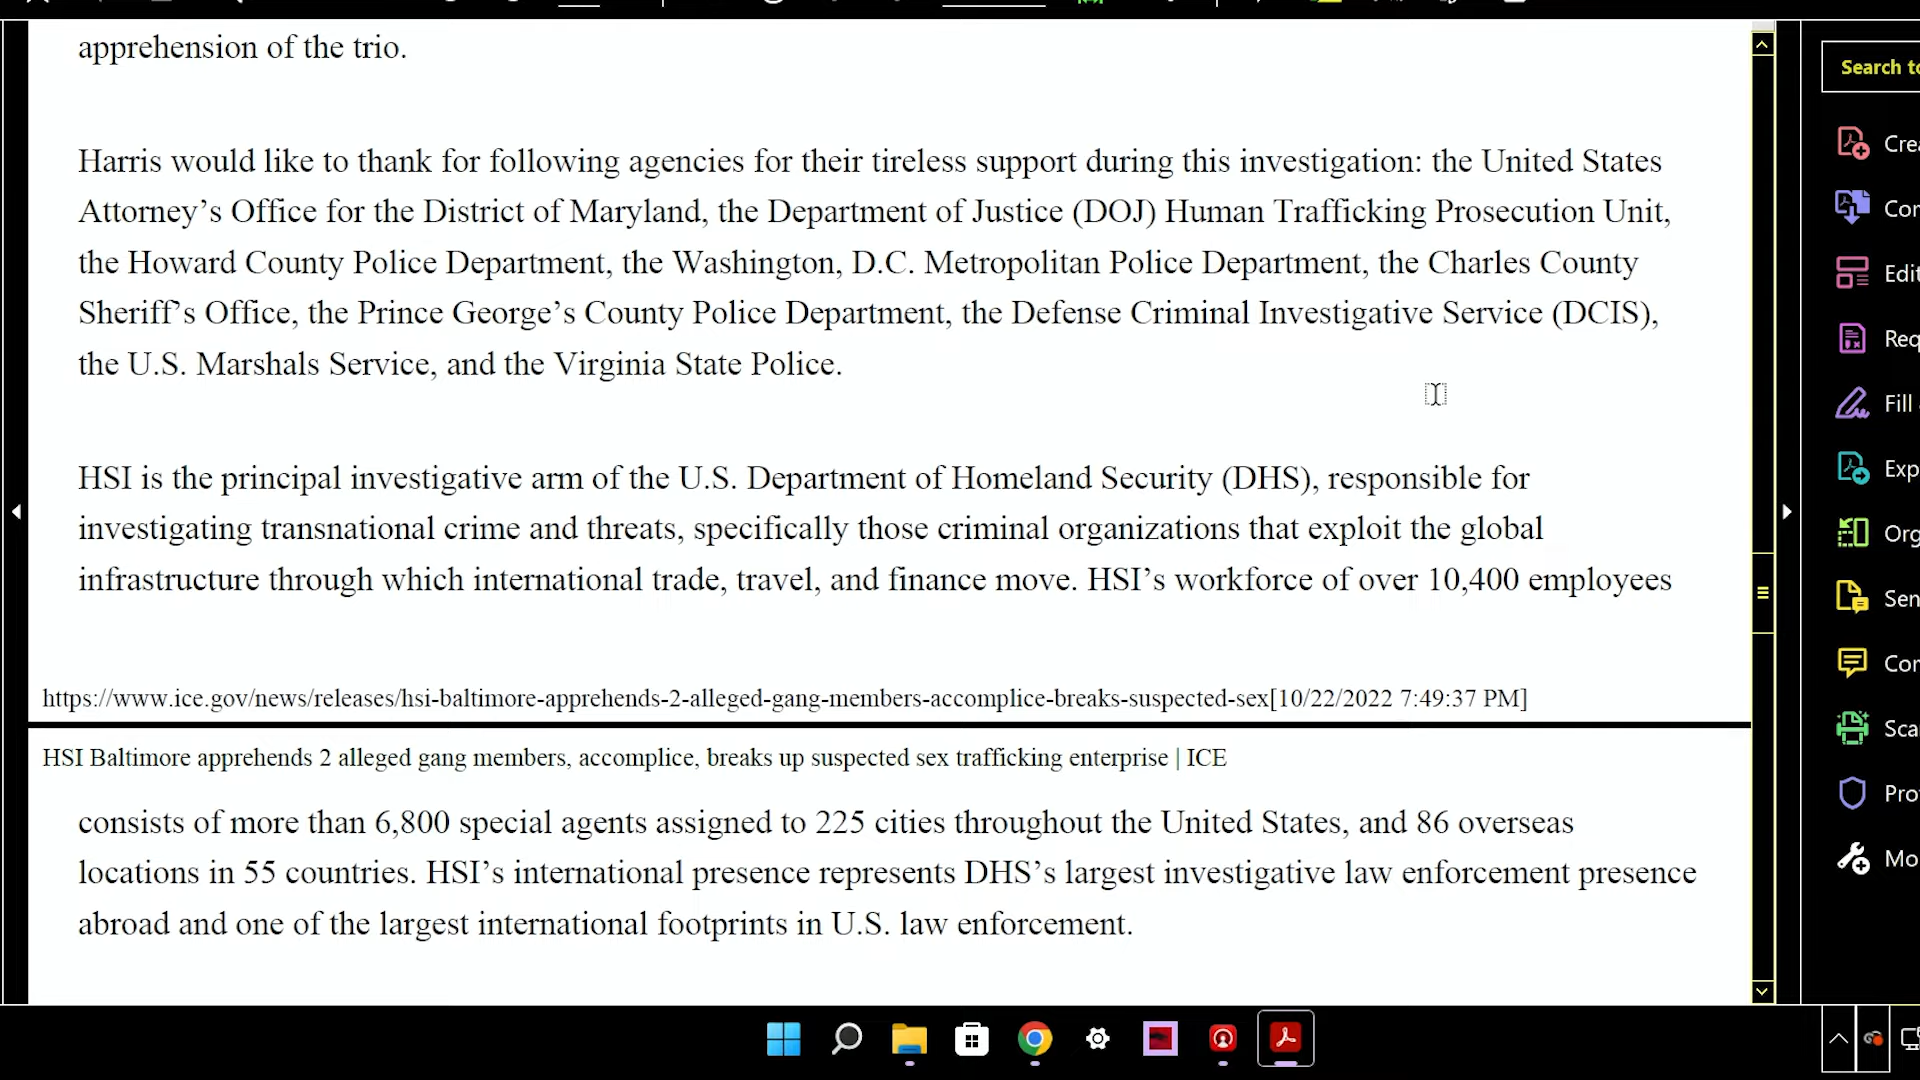 apprehension of the trio.
Harris would like to thank for following agencies for their tireless support during this investigation: the United States
Attorney’s Office for the District of Maryland, the Department of Justice (DOJ) Human Trafficking Prosecution Unit,
the Howard County Police Department, the Washington, D.C. Metropolitan Police Department, the Charles County
Sheriff’s Office, the Prince George’s County Police Department, the Defense Criminal Investigative Service (DCIS),
the U.S. Marshals Service, and the Virginia State Police.
HSI is the principal investigative arm of the U.S. Department of Homeland Security (DHS), responsible for
investigating transnational crime and threats, specifically those criminal organizations that exploit the global
infrastructure through which international trade, travel, and finance move. HSI’s workforce of over 10,400 employees
https://www.ice.gov/news/releases/hsi-baltimore-apprehends-2-alleged-gang-members-accomplice-breaks-suspected-sex[10/22/2022 7:49:37 PM]
HSI Baltimore apprehends 2 alleged gang members, accomplice, breaks up suspected sex trafficking enterprise | ICE
consists of more than 6,800 special agents assigned to 225 cities throughout the United States, and 86 overseas
locations in 55 countries. HSI’s international presence represents DHS’s largest investigative law enforcement presence
abroad and one of the largest international footprints in U.S. law enforcement.
Search to
Crea
Con
Edit
Req
Fill
Exp
Org
Sen
Con
Sca
Pro
Mo